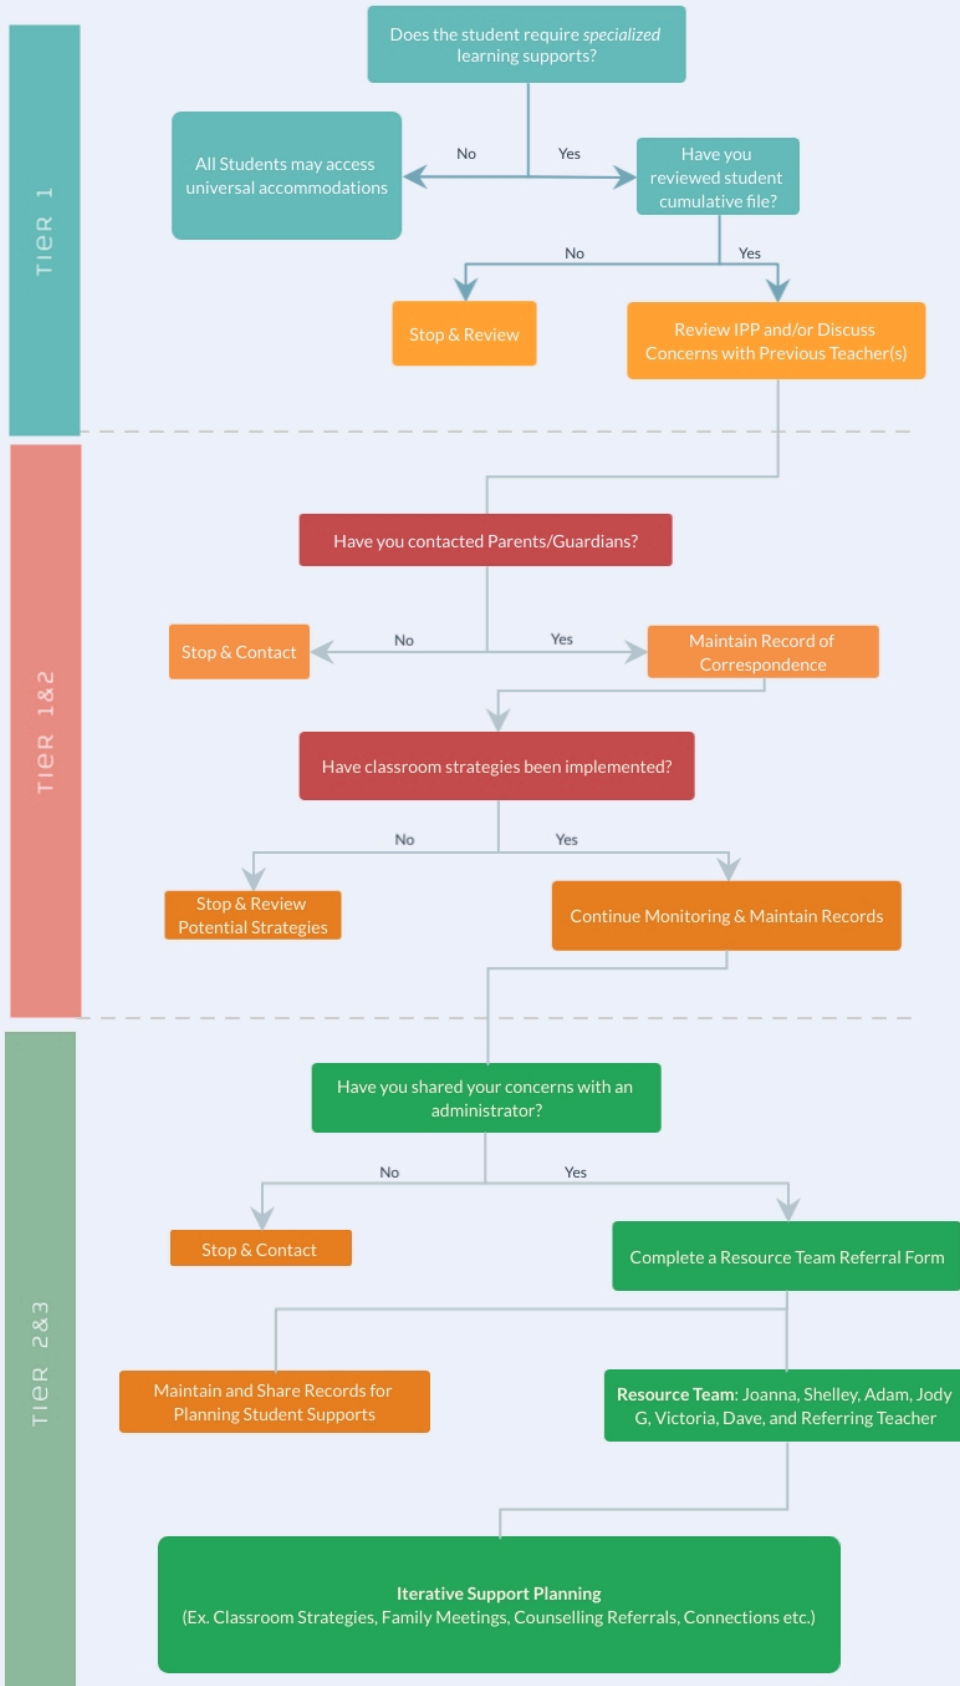 Does the student require specialized
learning supports?
All Students may access
universal accommodations
No
Yes
Have you
reviewed student
cumulative file?
No
Yes
Stop & Review
Review IPP and/or Discuss
Concerns with Previous Teacher(s)
TIER 1
Have you contacted Parents/Guardians?
No
Yes
Stop & Contact
Maintain Record of
Correspondence
TIER 1&2
Have classroom strategies been implemented?
No
Yes
Stop & Review
Potential Strategies
Continue Monitoring & Maintain Records
Have you shared your concerns with an
administrator?
No
Yes
Stop & Contact
Complete a Resource Team Referral Form
TIER 2&3
Maintain and Share Records for
Planning Student Supports
Resource Team: Joanna, Shelley, Adam, Jody
G, Victoria, Dave, and Referring Teacher
Iterative Support Planning
(Ex. Classroom Strategies, Family Meetings, Counselling Referrals, Connections etc.)